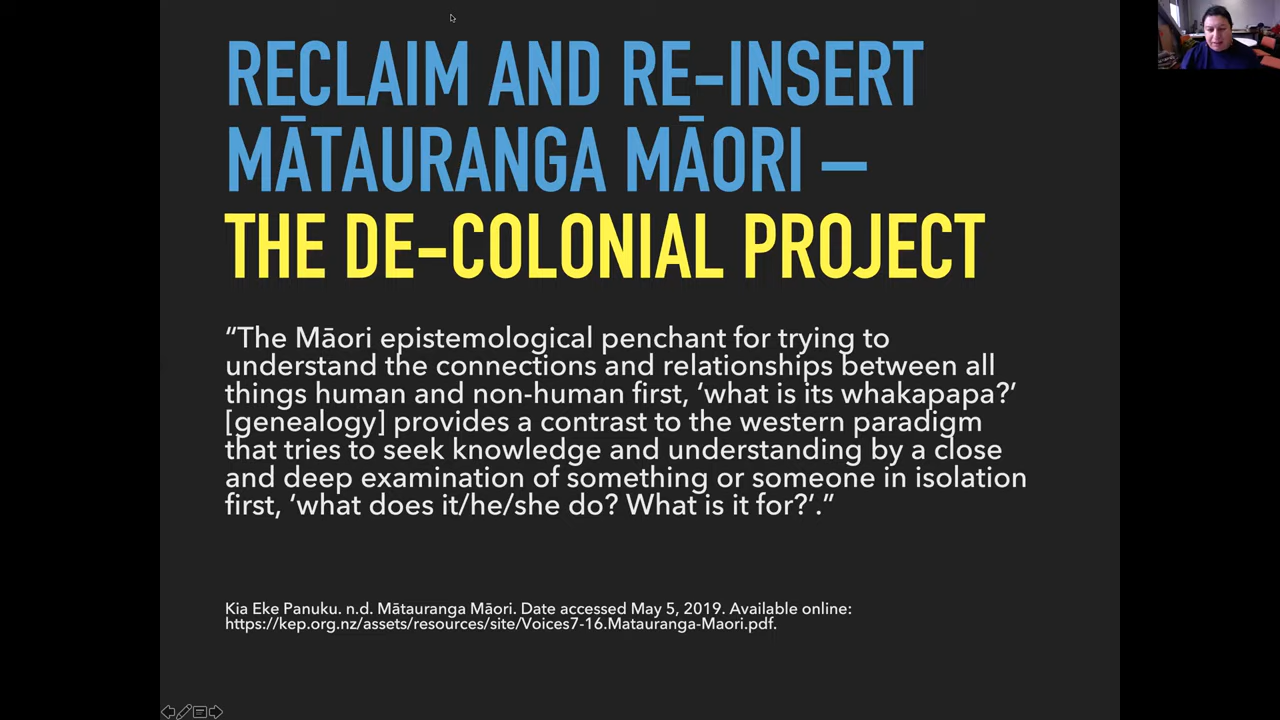 RECLAIM AND RE-INSERT
MĀTAURANGA MĀORI –
THE DE-COLONIAL PROJECT
“The Māori epistemological penchant for trying to
understand the connections and relationships between all
things human and non-human first, ‘what is its whakapapa?’
[genealogy] provides a contrast to the western paradigm
that tries to seek knowledge and understanding by a close
and deep examination of something or someone in isolation
first, ‘what does it/he/she do? What is it for?’.”
Kia Eke Panuku. n.d. Mātauranga Māori. Date accessed May 5, 2019. Available online:
https://kep.org.nz/assets/resources/site/Voices7-16.Matauranga-Maori.pdf.